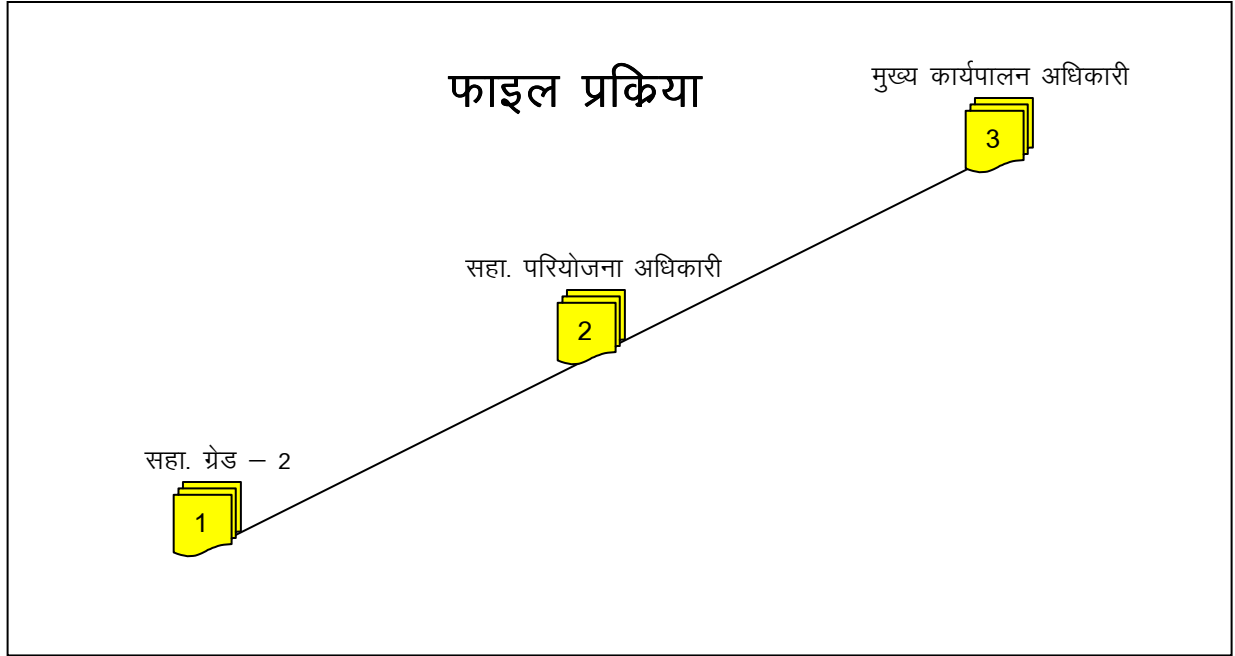 फाइल प्रक्रिया
मुख्य कार्यपालन अधिकारी
3
सहा. परियोजना अधिकारी
2
सहा. ग्रेड – 2
1